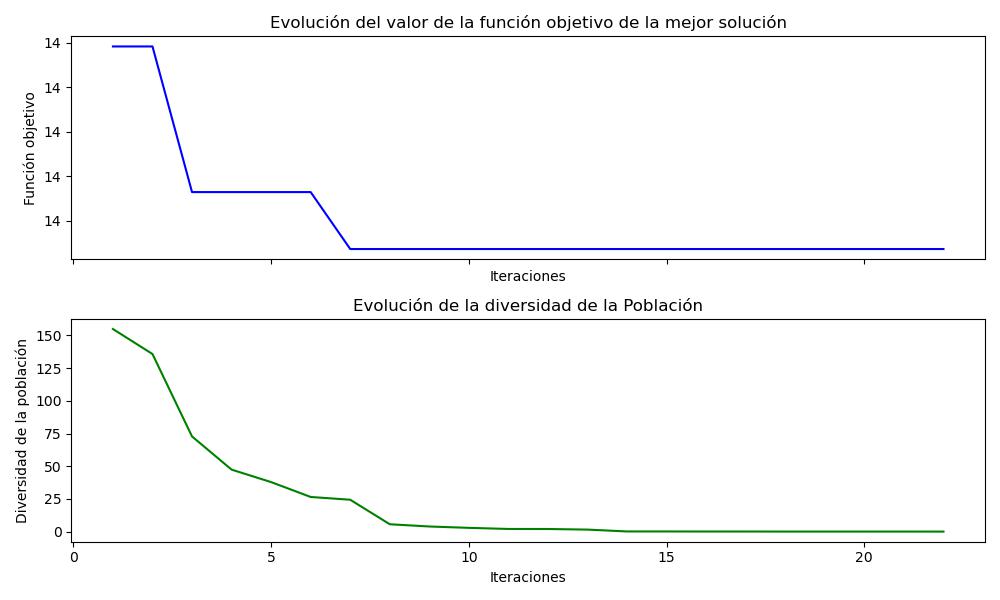 Evolución del valor de la función objetivo de la mejor solución
14
14
14
14
14
Función objetivo
Iteraciones
Evolución de la diversidad de la Población
150
125
100
75
50
25
0
Diversidad de la población
0 5 10 15 20
Iteraciones